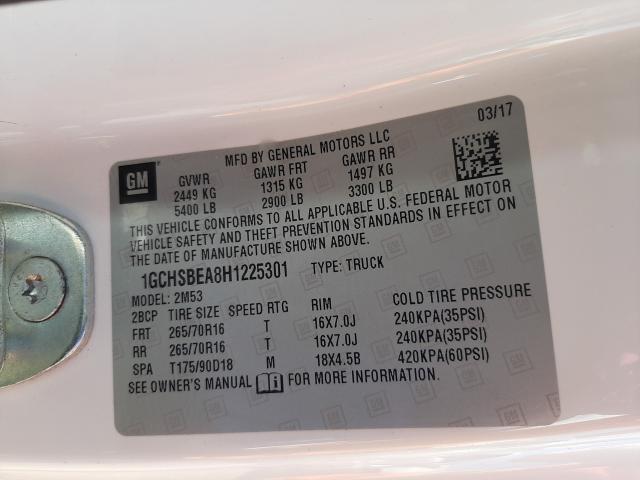 GM
MFD BY GENERAL MOTORS LLC 03/17
GVWR GAWR FRT GAWR RR
2449 KG 1315 KG 1497 KG
5400 LB 2900 LB 3300 LB
THIS VEHICLE CONFORMS TO ALL APPLICABLE U.S. FEDERAL MOTOR
VEHICLE SAFETY AND THEFT PREVENTION STANDARDS IN EFFECT ON
THE DATE OF MANUFACTURE SHOWN ABOVE.
1GCHSBEA8H1225301 TYPE: TRUCK
MODEL: 2M53
2BCP TIRE SIZE SPEED RTG RIM COLD TIRE PRESSURE
FRT 265/70R16 T 16X7.0J 240KPA(35PSI)
RR 265/70R16 T 16X7.0J 240KPA(35PSI)
SPA T175/90D18 M 18X4.5B 420KPA(60PSI)
SEE OWNER'S MANUAL FOR MORE INFORMATION.